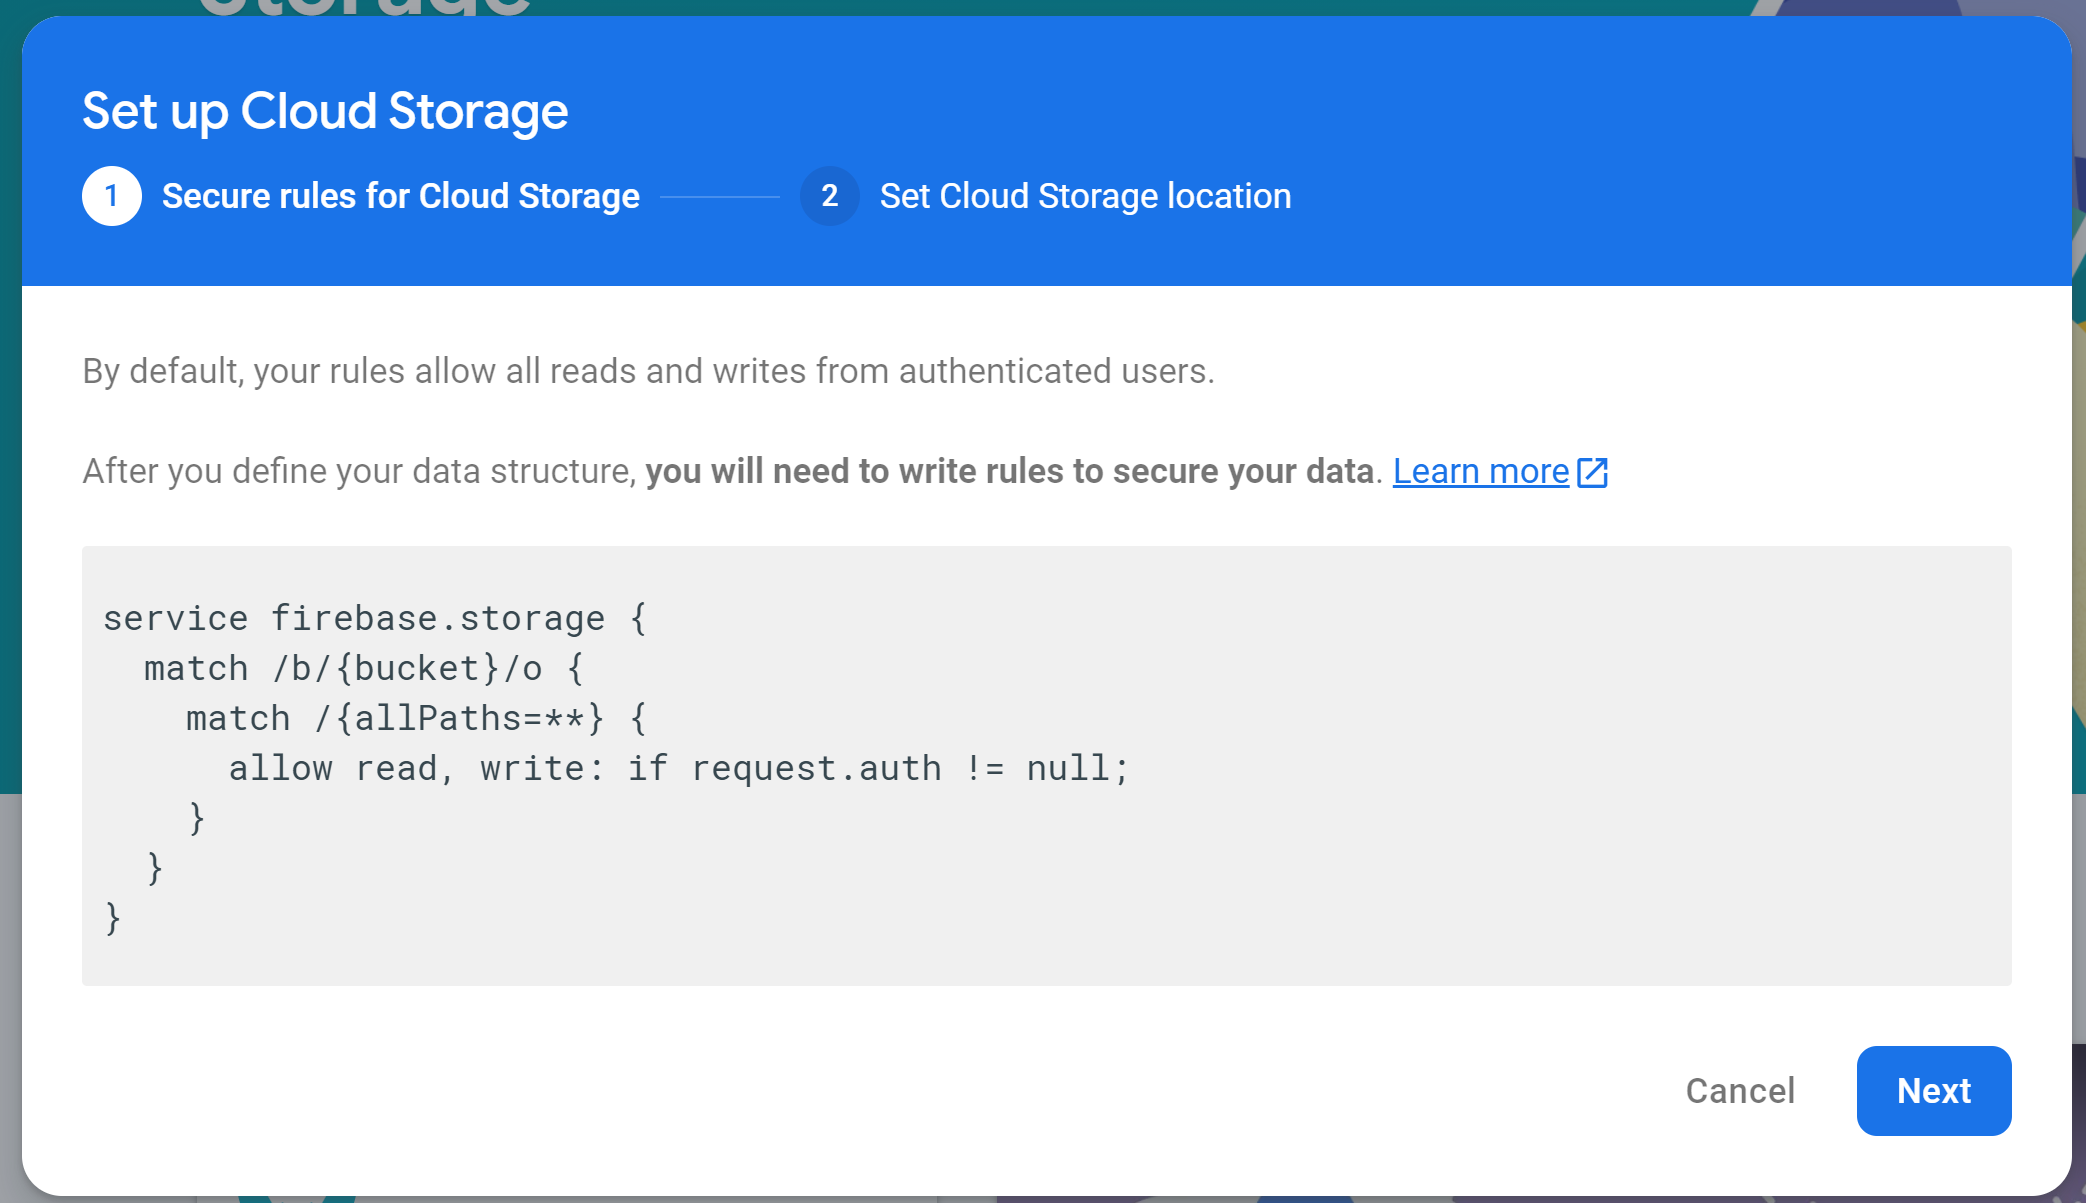 Storage
Set up Cloud Storage
1 Secure rules for Cloud Storage 2 Set Cloud Storage location
By default, your rules allow all reads and writes from authenticated users.
After you define your data structure, you will need to write rules to secure your data. Learn more
service firebase.storage {
  match /b/{bucket}/o {
    match /{allPaths=**} {
      allow read, write: if request.auth != null;
    }
  }
}
Cancel Next